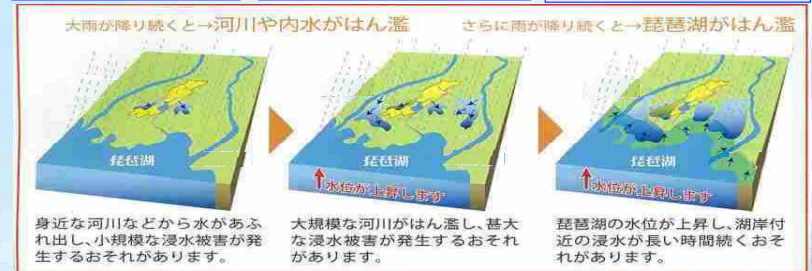 大雨が降り続くと→河川や内水がはん濫
さらに雨が降り続くと→琵琶湖がはん濫
琵琶湖
琵琶湖
水位が上昇します
琵琶湖
水位が上昇します
身近な河川などから水があふ
れ出し、小規模な浸水被害が発
生するおそれがあります。
大規模な河川がはん濫し、甚大
な浸水被害が発生するおそれ
があります。
琵琶湖の水位が上昇し、湖岸付
近の浸水が長い時間続くおそ
れがあります。